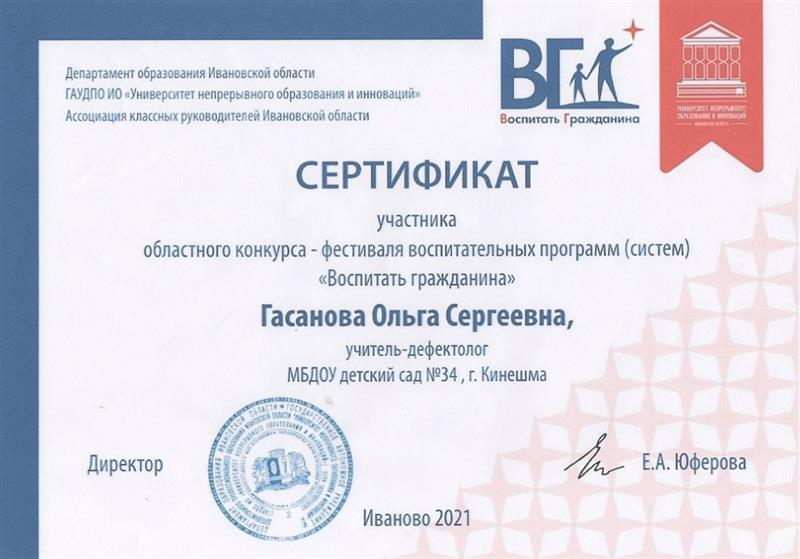 Департамент образования Ивановской области
ГАУДПО ИО «Университет непрерывного образования и инноваций»
Ассоциация классных руководителей Ивановской области
ВГ
Воспитать Гражданина
УНИВЕРСИТЕТ НЕПРЕРЫВНОГО
ОБРАЗОВАНИЯ И ИННОВАЦИЙ
СЕРТИФИКАТ
участника
областного конкурса - фестиваля воспитательных программ (систем)
«Воспитать гражданина»
Гасанова Ольга Сергеевна,
учитель-дефектолог
МБДОУ детский сад №34 , г. Кинешма
Директор
Е.А. Юферова
Иваново 2021